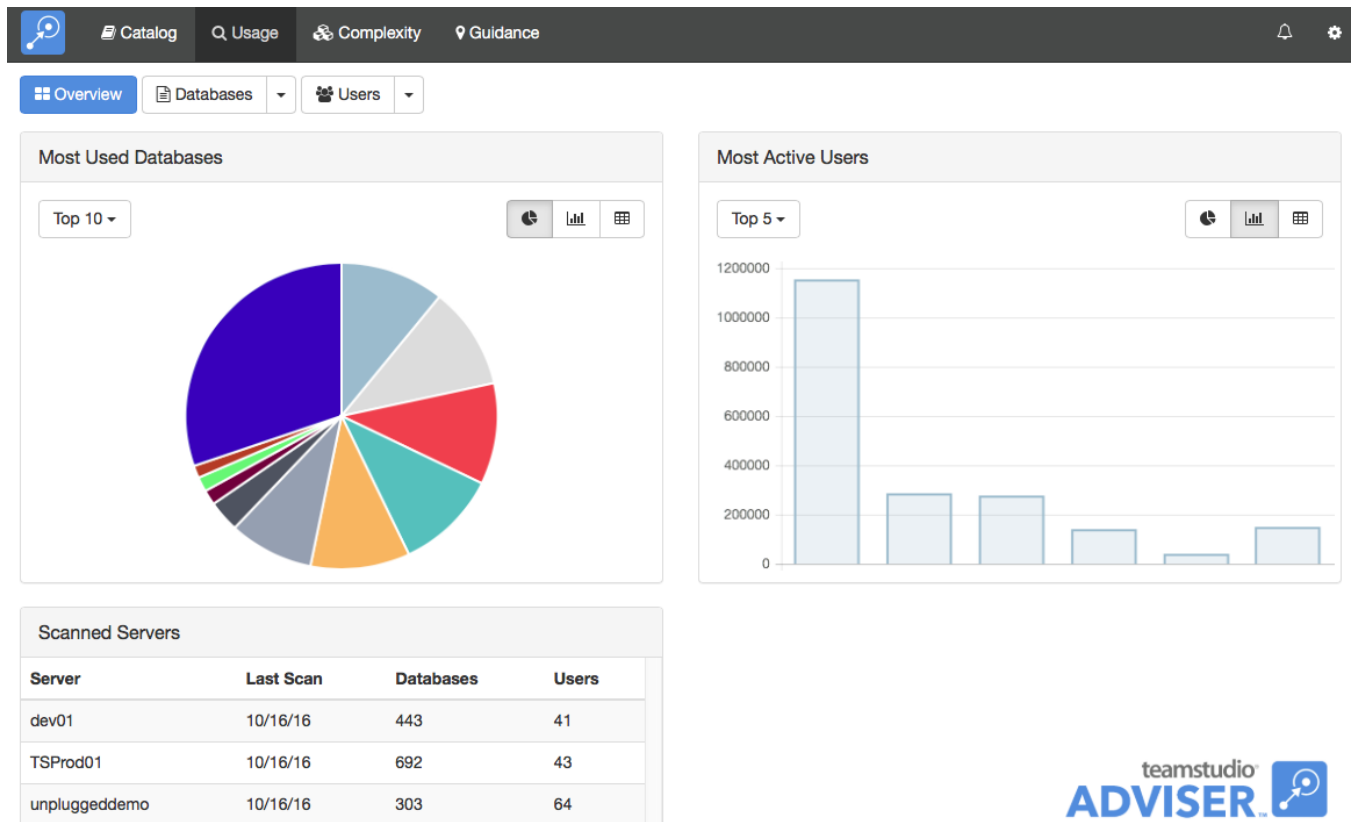 Catalog Usage Complexity Guidance
Overview Databases Users
Most Used Databases
Top 10
Most Active Users
Top 5
1200000
1000000
800000
600000
400000
200000
0
Scanned Servers
Server Last Scan Databases Users
dev01 10/16/16 443 41
TSProd01 10/16/16 692 43
unpluggeddemo 10/16/16 303 64
teamstudio
ADVISER